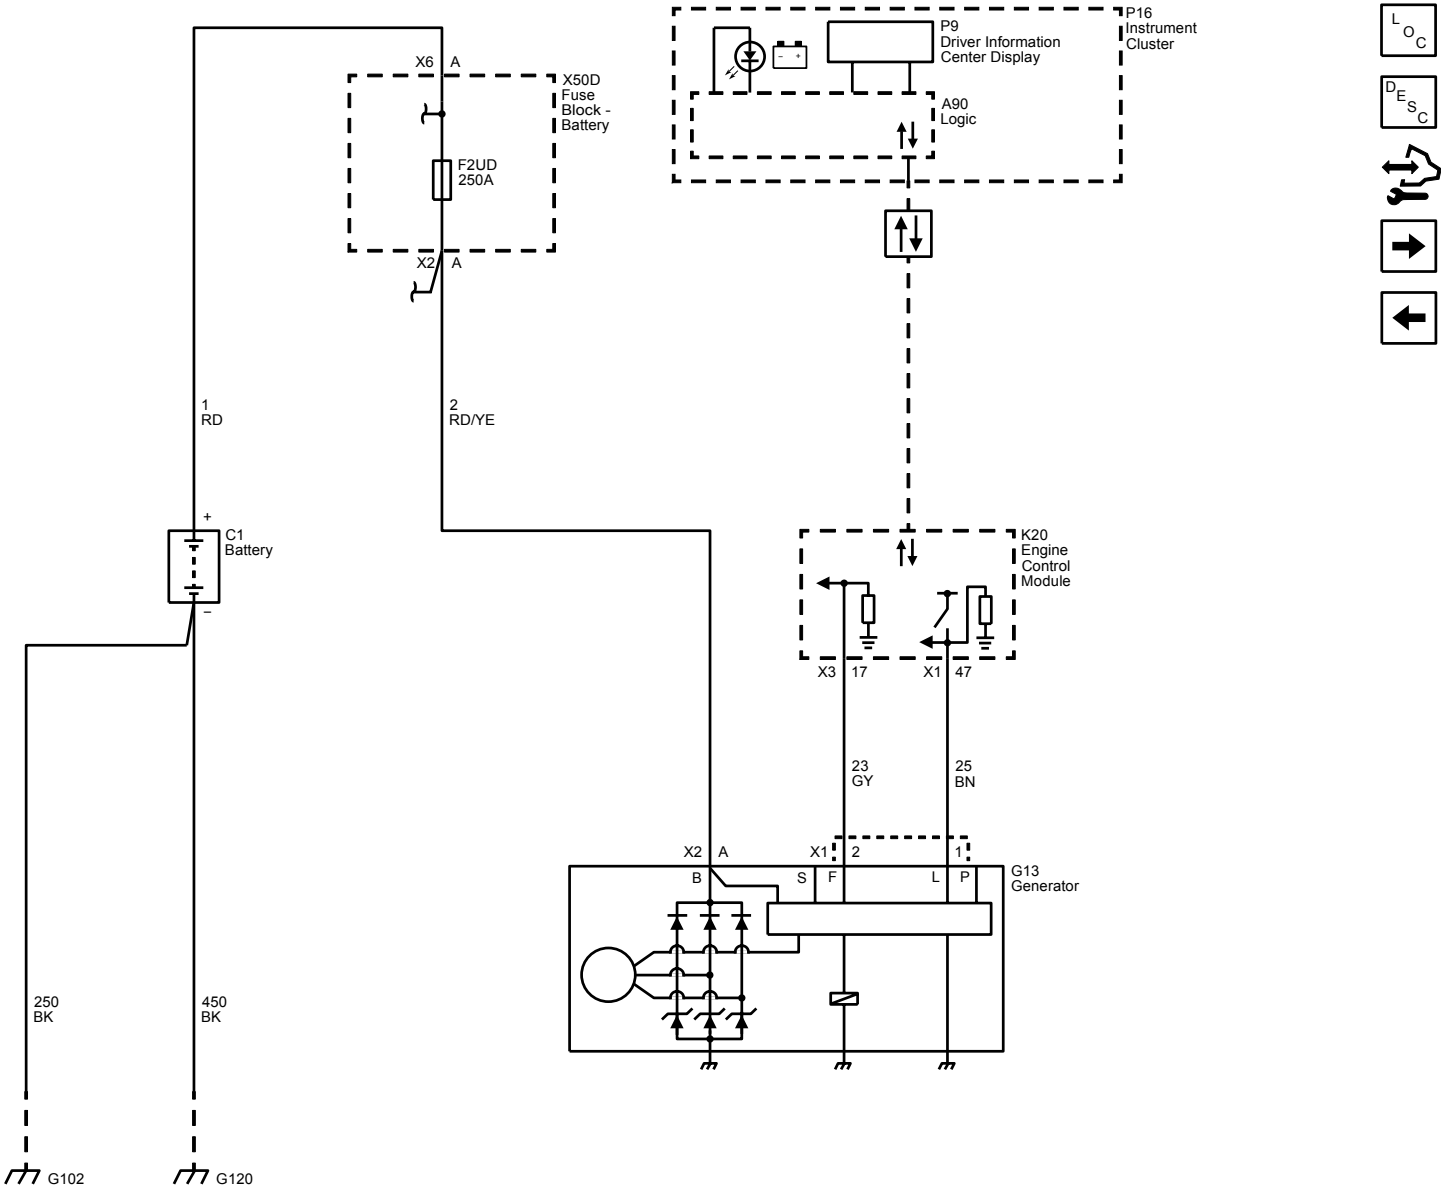 X6 A
X50D
Fuse
Block -
Battery
F2UD
250A
X2 A
1
RD
2
RD/YE
+
C1
Battery
–
250
BK
450
BK
G102
G120
P16
Instrument
Cluster
P9
Driver Information
Center Display
- +
A90
Logic
K20
Engine
Control
Module
X3 17
X1 47
23
GY
25
BN
X2 A
X1 2
1
B
S F
L P
G13
Generator
L
O
C
D
E
S
C